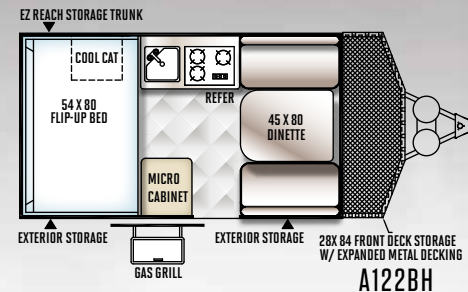 EZ REACH STORAGE TRUNK
COOL CAT
54 X 80
FLIP-UP BED
REFER
45 X 80
DINETTE
MICRO
CABINET
EXTERIOR STORAGE
EXTERIOR STORAGE
GAS GRILL
28X 84 FRONT DECK STORAGE
W/ EXPANDED METAL DECKING
A122BH